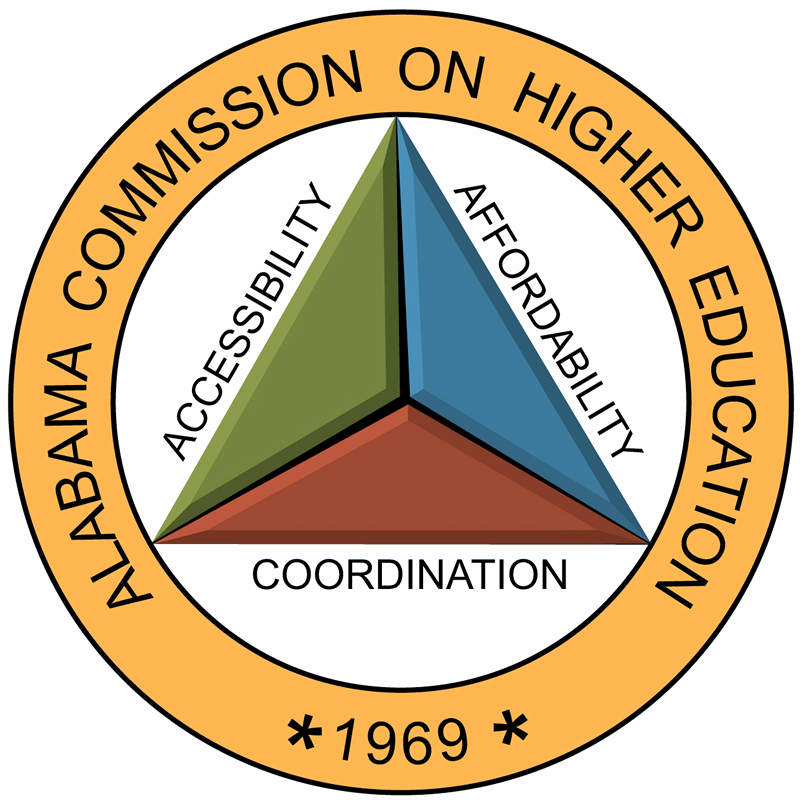 ALABAMA COMMISSION ON HIGHER EDUCATION
ACCESSIBILITY
AFFORDABILITY
COORDINATION
*1969*